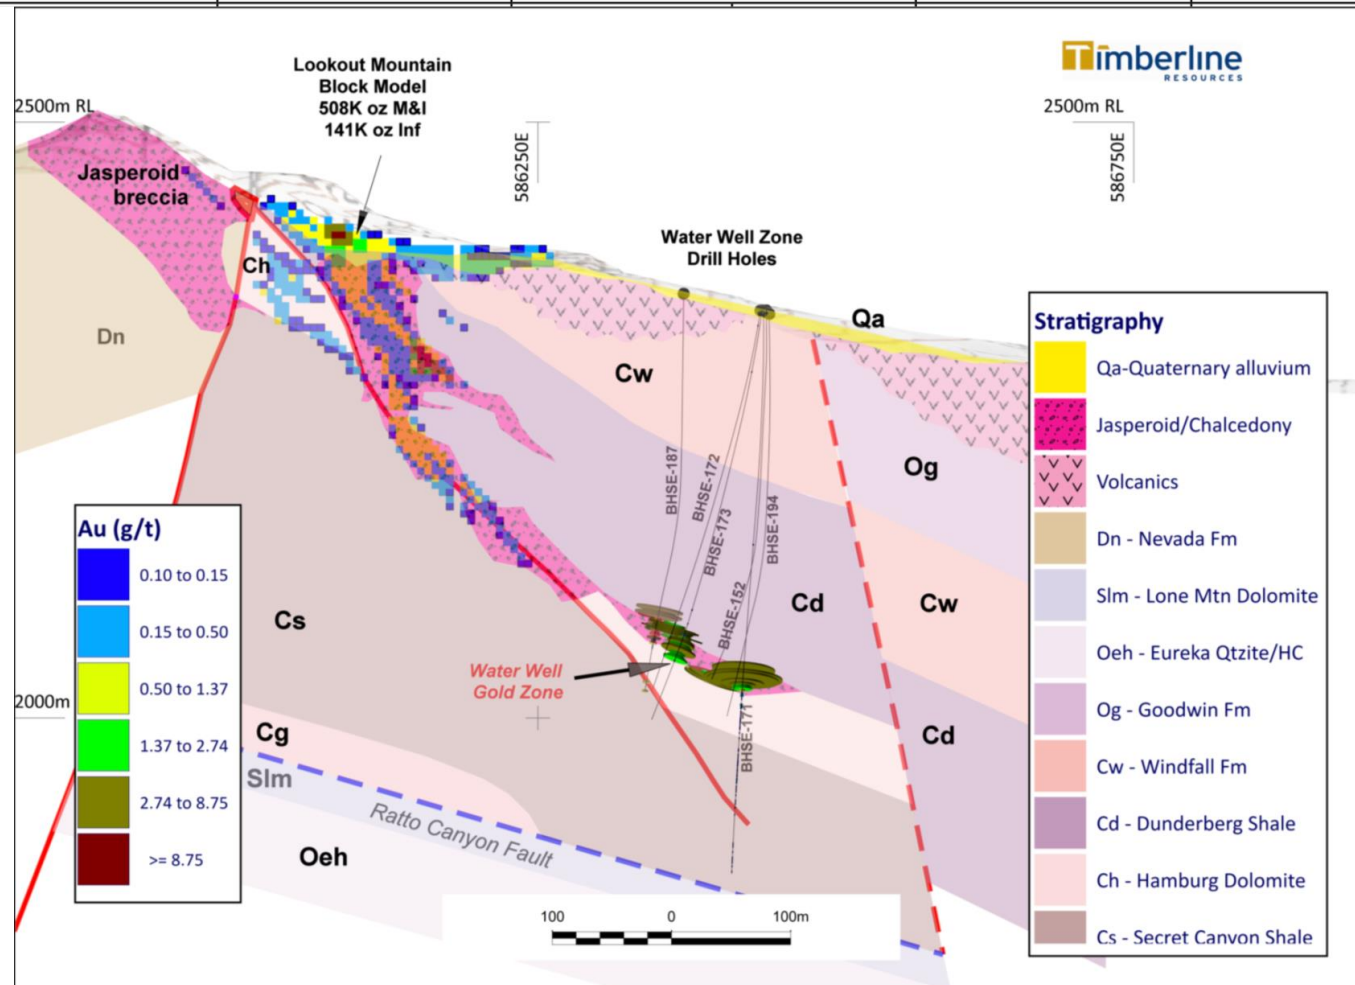 Timberline
RESOURCES
Lookout Mountain
Block Model
508K oz M&I
141K oz Inf
2500m RL
2500m RL
586250E
586750E
Jasperoid
breccia
Water Well Zone
Drill Holes
Ch
Qa
Dn
Cw
Og
BHSE-187
BHSE-172
BHSE-173
BHSE-194
BHSE-152
BHSE-171
Cd
Cw
Cs
Water Well
Gold Zone
2000m
Cg
Cd
Slm
Ratto Canyon Fault
Oeh
100 0 100m
Au (g/t)
0.10 to 0.15
0.15 to 0.50
0.50 to 1.37
1.37 to 2.74
2.74 to 8.75
>= 8.75
Stratigraphy
Qa-Quaternary alluvium
Jasperoid/Chalcedony
Volcanics
Dn - Nevada Fm
Slm - Lone Mtn Dolomite
Oeh - Eureka Qtzite/HC
Og - Goodwin Fm
Cw - Windfall Fm
Cd - Dunderberg Shale
Ch - Hamburg Dolomite
Cs - Secret Canyon Shale